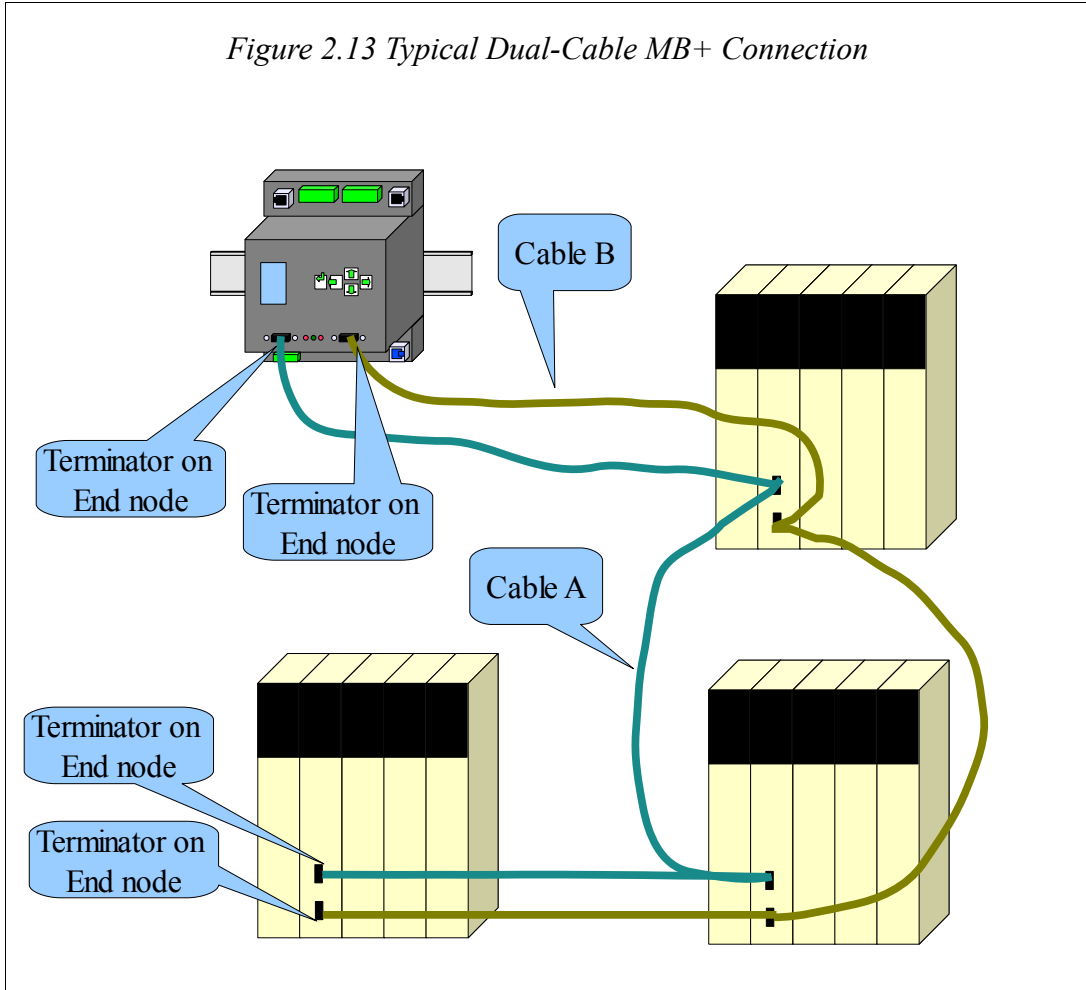 Figure 2.13 Typical Dual-Cable MB+ Connection
Cable B
Terminator on
End node
Terminator on
End node
Cable A
Terminator on
End node
Terminator on
End node